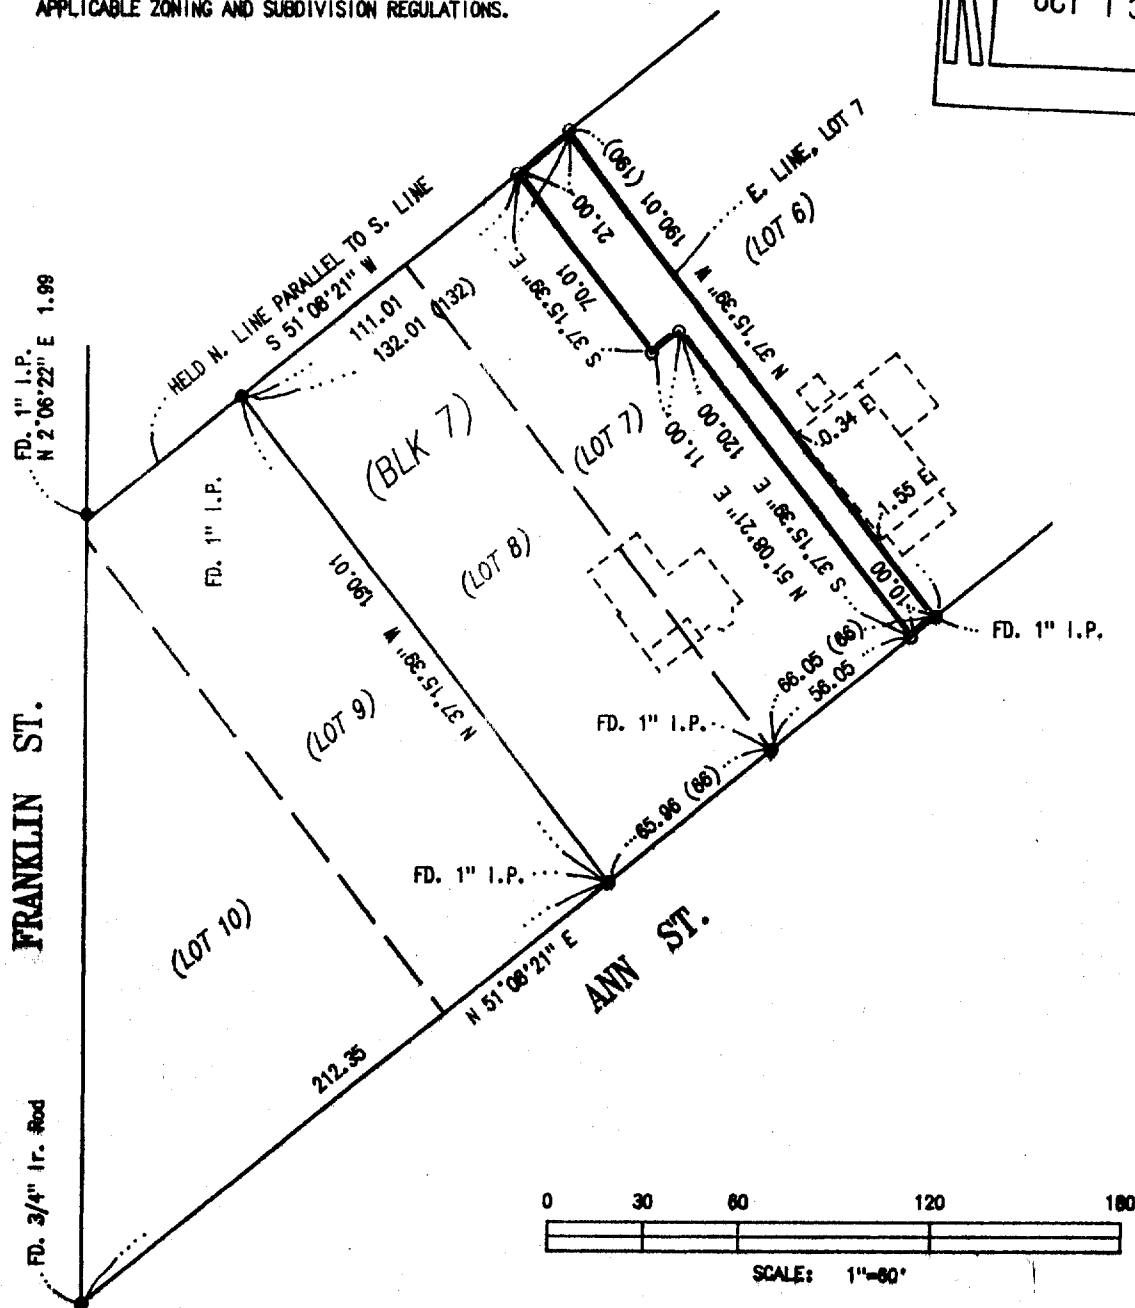 APPLICABLE ZONING AND SUBDIVISION REGULATIONS.
OCT 13
HELD N. LINE PARALLEL TO S. LINE
S 51°08'21" W
111.01
132.01 (132)
FD. 1" I.P.
N 2°06'22" E 1.99
FD. 1" I.P.
21.00
S 37°15'39" E
70.01
190.01 (190)
N 37°15'39" W
E. LINE, LOT 7
(LOT 6)
(BLK 7)
(LOT 7)
11.00
N 51°08'21" E
120.00
S 37°15'39" E
0.34 E
1.55 E
10.00
FD. 1" I.P.
(LOT 8)
190.01
N 37°15'39" W
(LOT 9)
66.05 (66)
56.05
FD. 1" I.P.
65.96 (66)
FD. 1" I.P.
FRANKLIN ST.
(LOT 10)
N 51°08'21" E
ANN ST.
212.35
FD. 3/4" Ir. Rod
0 30 60 120 180
SCALE: 1"=60'